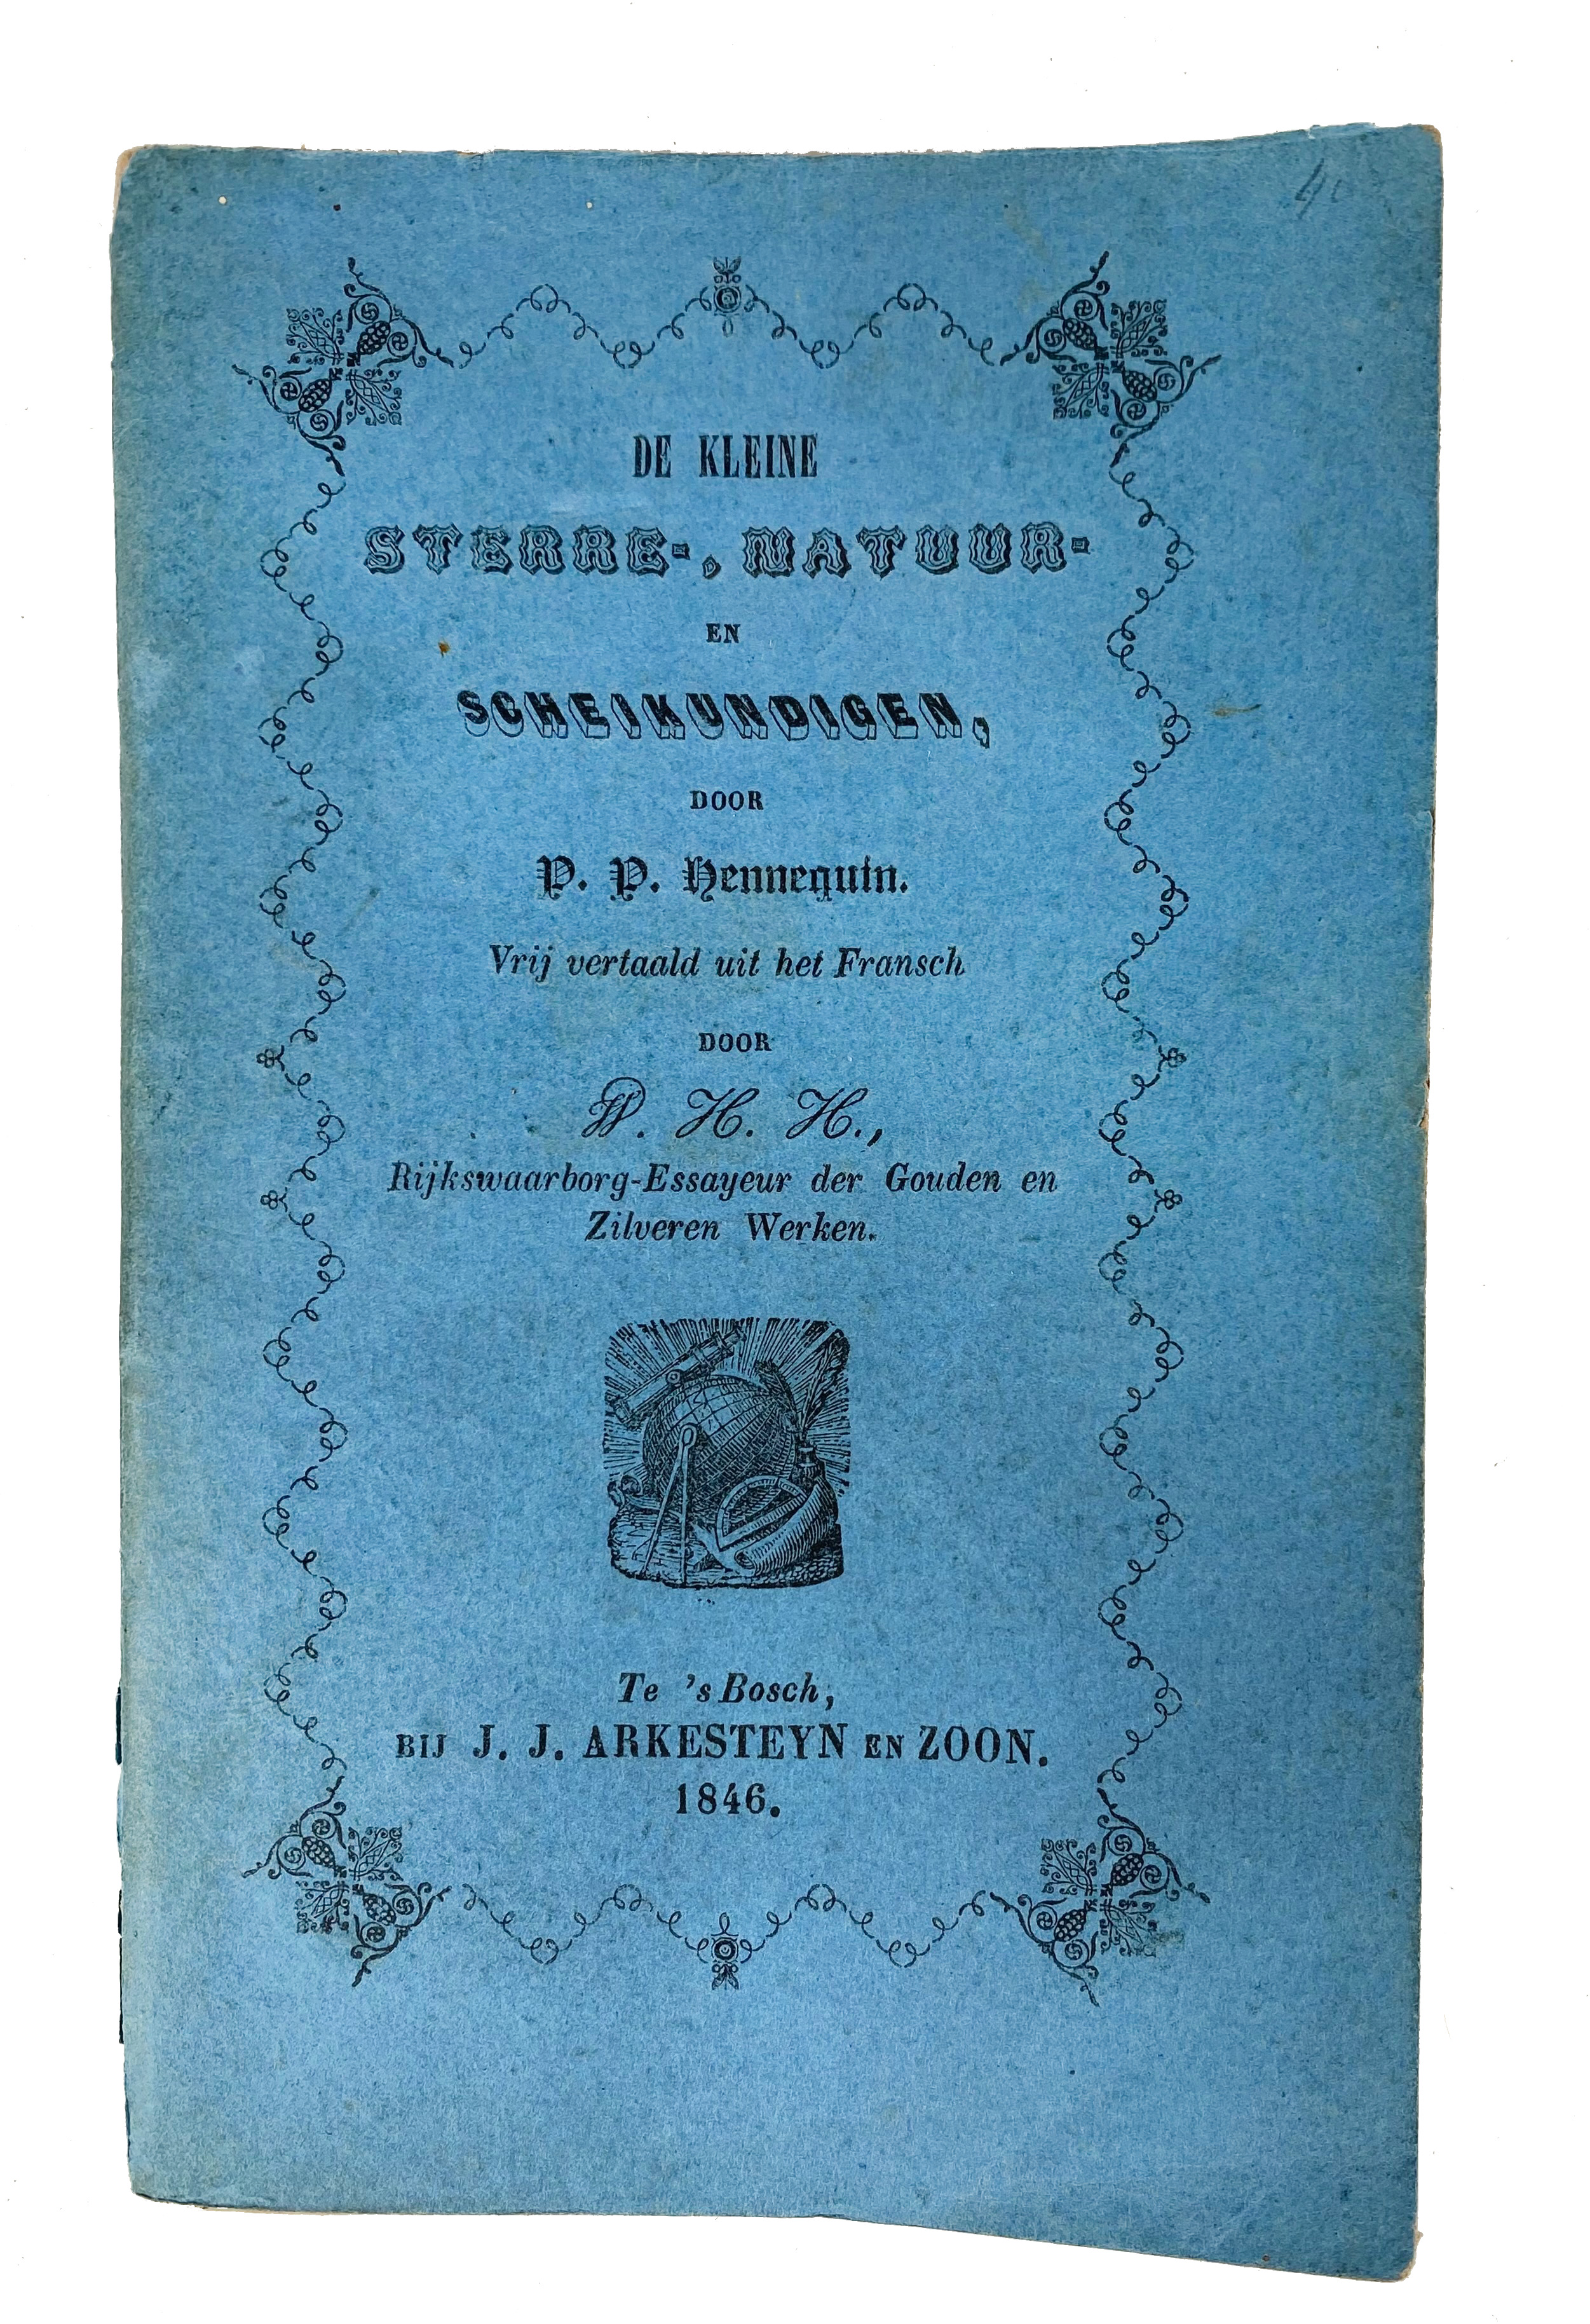 DE KLEINE
STERRE-, NATUUR-
EN
SCHEIKUNDIGEN,
DOOR
P. P. Hennequin.
Vrij vertaald uit het Fransch
DOOR
P. H. H.,
Rijkswaarborg-Essayeur der Gouden en
Zilveren Werken.
Te 's Bosch,
BIJ J. J. ARKESTEYN EN ZOON.
1846.